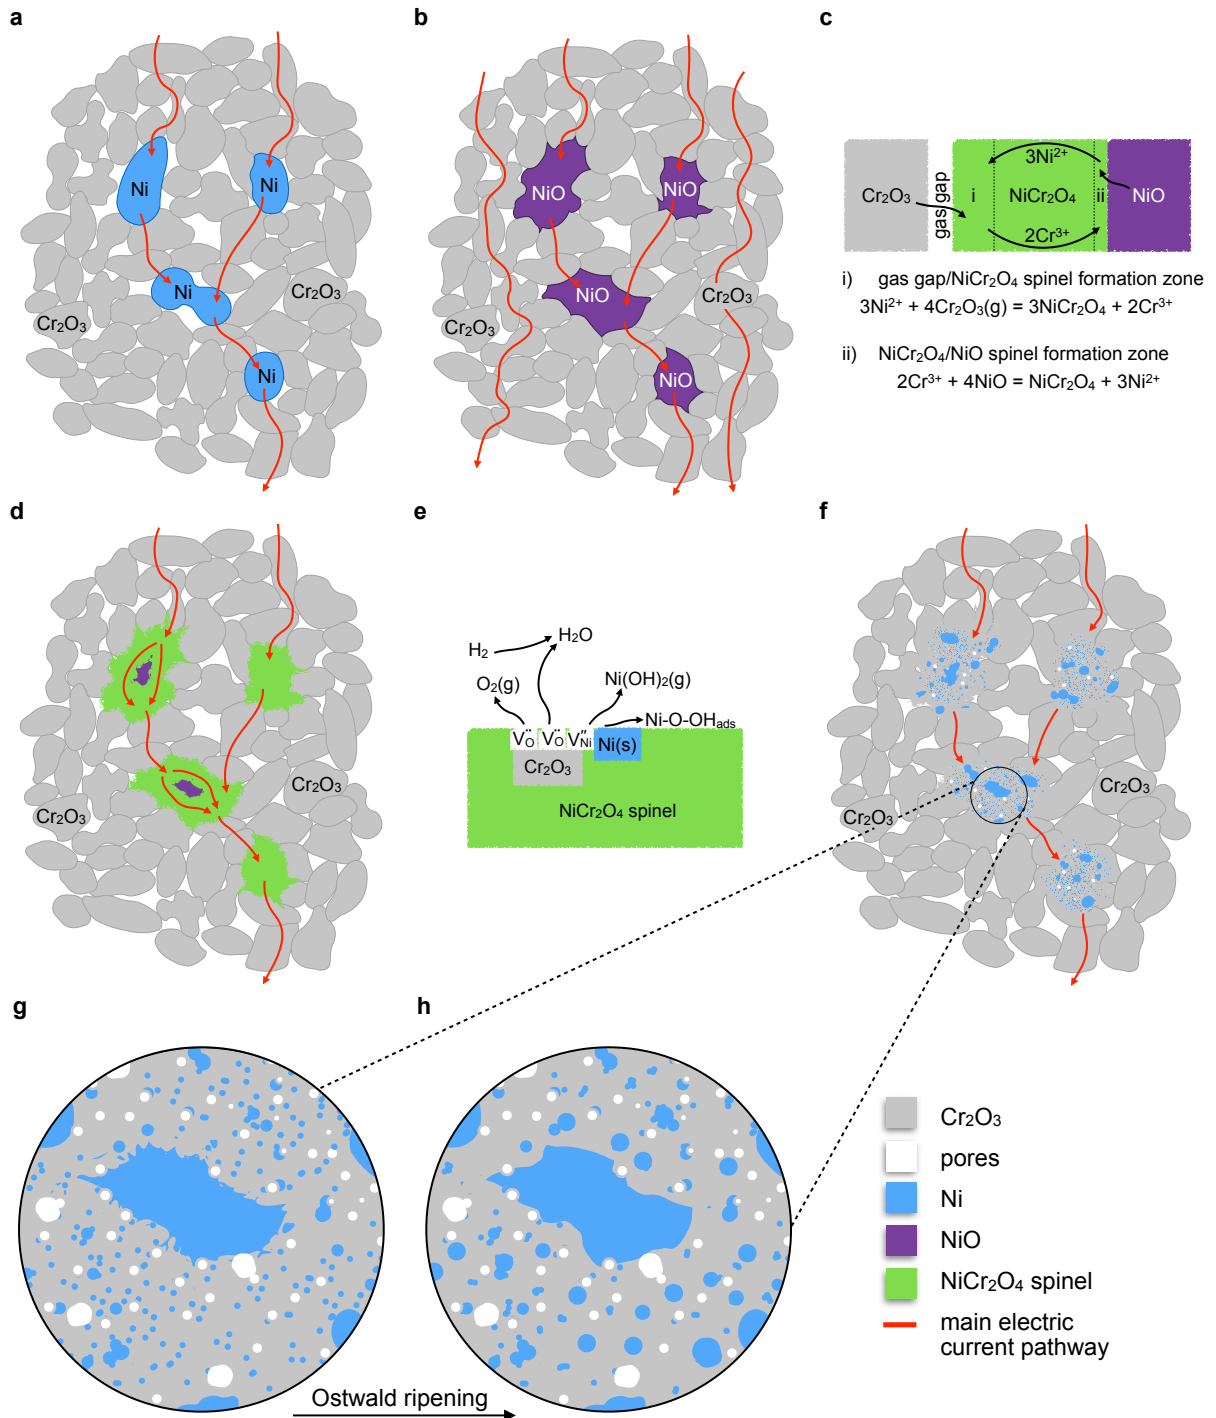 a
Ni
Ni
Ni
Cr₂O₃
Cr₂O₃
Ni
b
NiO
NiO
NiO
Cr₂O₃
Cr₂O₃
NiO
c
Cr₂O₃
gas gap
i
3Ni²⁺
NiCr₂O₄
2Cr³⁺
ii
NiO
i) gas gap/NiCr₂O₄ spinel formation zone
3Ni²⁺ + 4Cr₂O₃(g) = 3NiCr₂O₄ + 2Cr³⁺
ii) NiCr₂O₄/NiO spinel formation zone
2Cr³⁺ + 4NiO = NiCr₂O₄ + 3Ni²⁺
d
Cr₂O₃
Cr₂O₃
e
H₂
H₂O
O₂(g)
Ni(OH)₂(g)
Ni-O-OHads
V̈O
V̈O
V″Ni
Ni(s)
Cr₂O₃
NiCr₂O₄ spinel
f
Cr₂O₃
Cr₂O₃
g
h
Ostwald ripening
Cr₂O₃
pores
Ni
NiO
NiCr₂O₄ spinel
main electric
current pathway